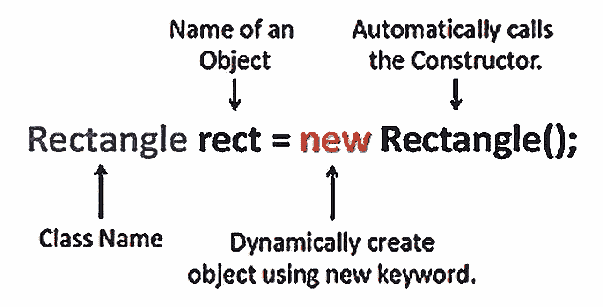 Name of an
Object
Automatically calls
the Constructor.
Rectangle rect = new Rectangle();
Class Name
Dynamically create
object using new keyword.